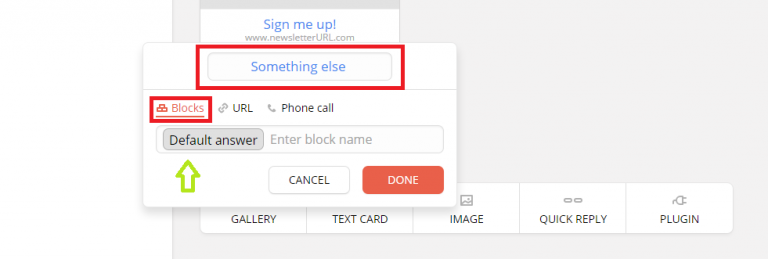 Sign me up!
www.newsletterURL.com
Something else
Blocks URL Phone call
Default answer Enter block name
CANCEL DONE
GALLERY TEXT CARD IMAGE QUICK REPLY PLUGIN